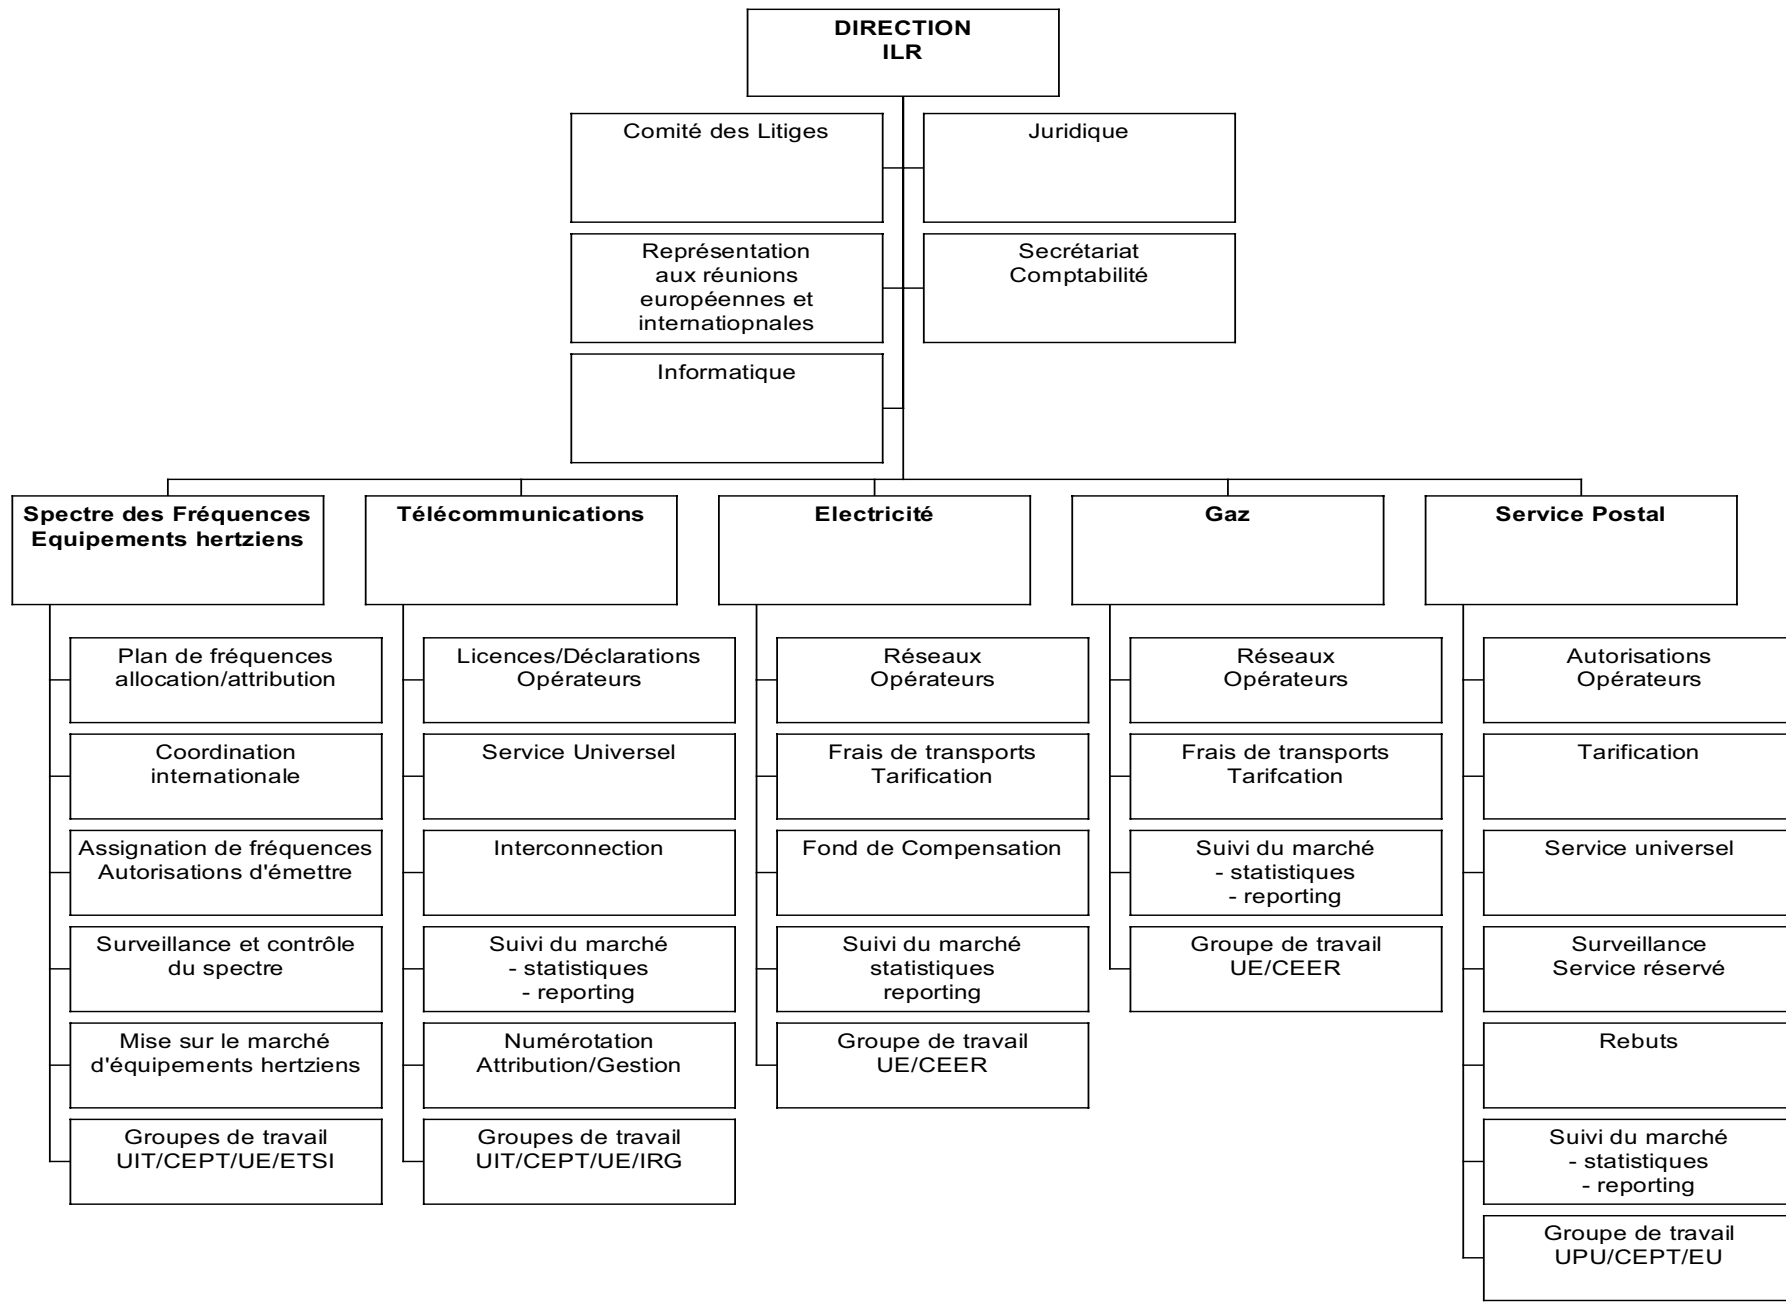 DIRECTION
ILR
Comité des Litiges
Juridique
Représentation
aux réunions
européennes et
internatiopnales
Secrétariat
Comptabilité
Informatique
Spectre des Fréquences
Equipements hertziens
Plan de fréquences
allocation/attribution
Coordination
internationale
Assignation de fréquences
Autorisations d'émettre
Surveillance et contrôle
du spectre
Mise sur le marché
d'équipements hertziens
Groupes de travail
UIT/CEPT/UE/ETSI
Télécommunications
Licences/Déclarations
Opérateurs
Service Universel
Interconnection
Suivi du marché
- statistiques
- reporting
Numérotation
Attribution/Gestion
Groupes de travail
UIT/CEPT/UE/IRG
Electricité
Réseaux
Opérateurs
Frais de transports
Tarification
Fond de Compensation
Suivi du marché
statistiques
reporting
Groupe de travail
UE/CEER
Gaz
Réseaux
Opérateurs
Frais de transports
Tarifcation
Suivi du marché
- statistiques
- reporting
Groupe de travail
UE/CEER
Service Postal
Autorisations
Opérateurs
Tarification
Service universel
Surveillance
Service réservé
Rebuts
Suivi du marché
- statistiques
- reporting
Groupe de travail
UPU/CEPT/EU